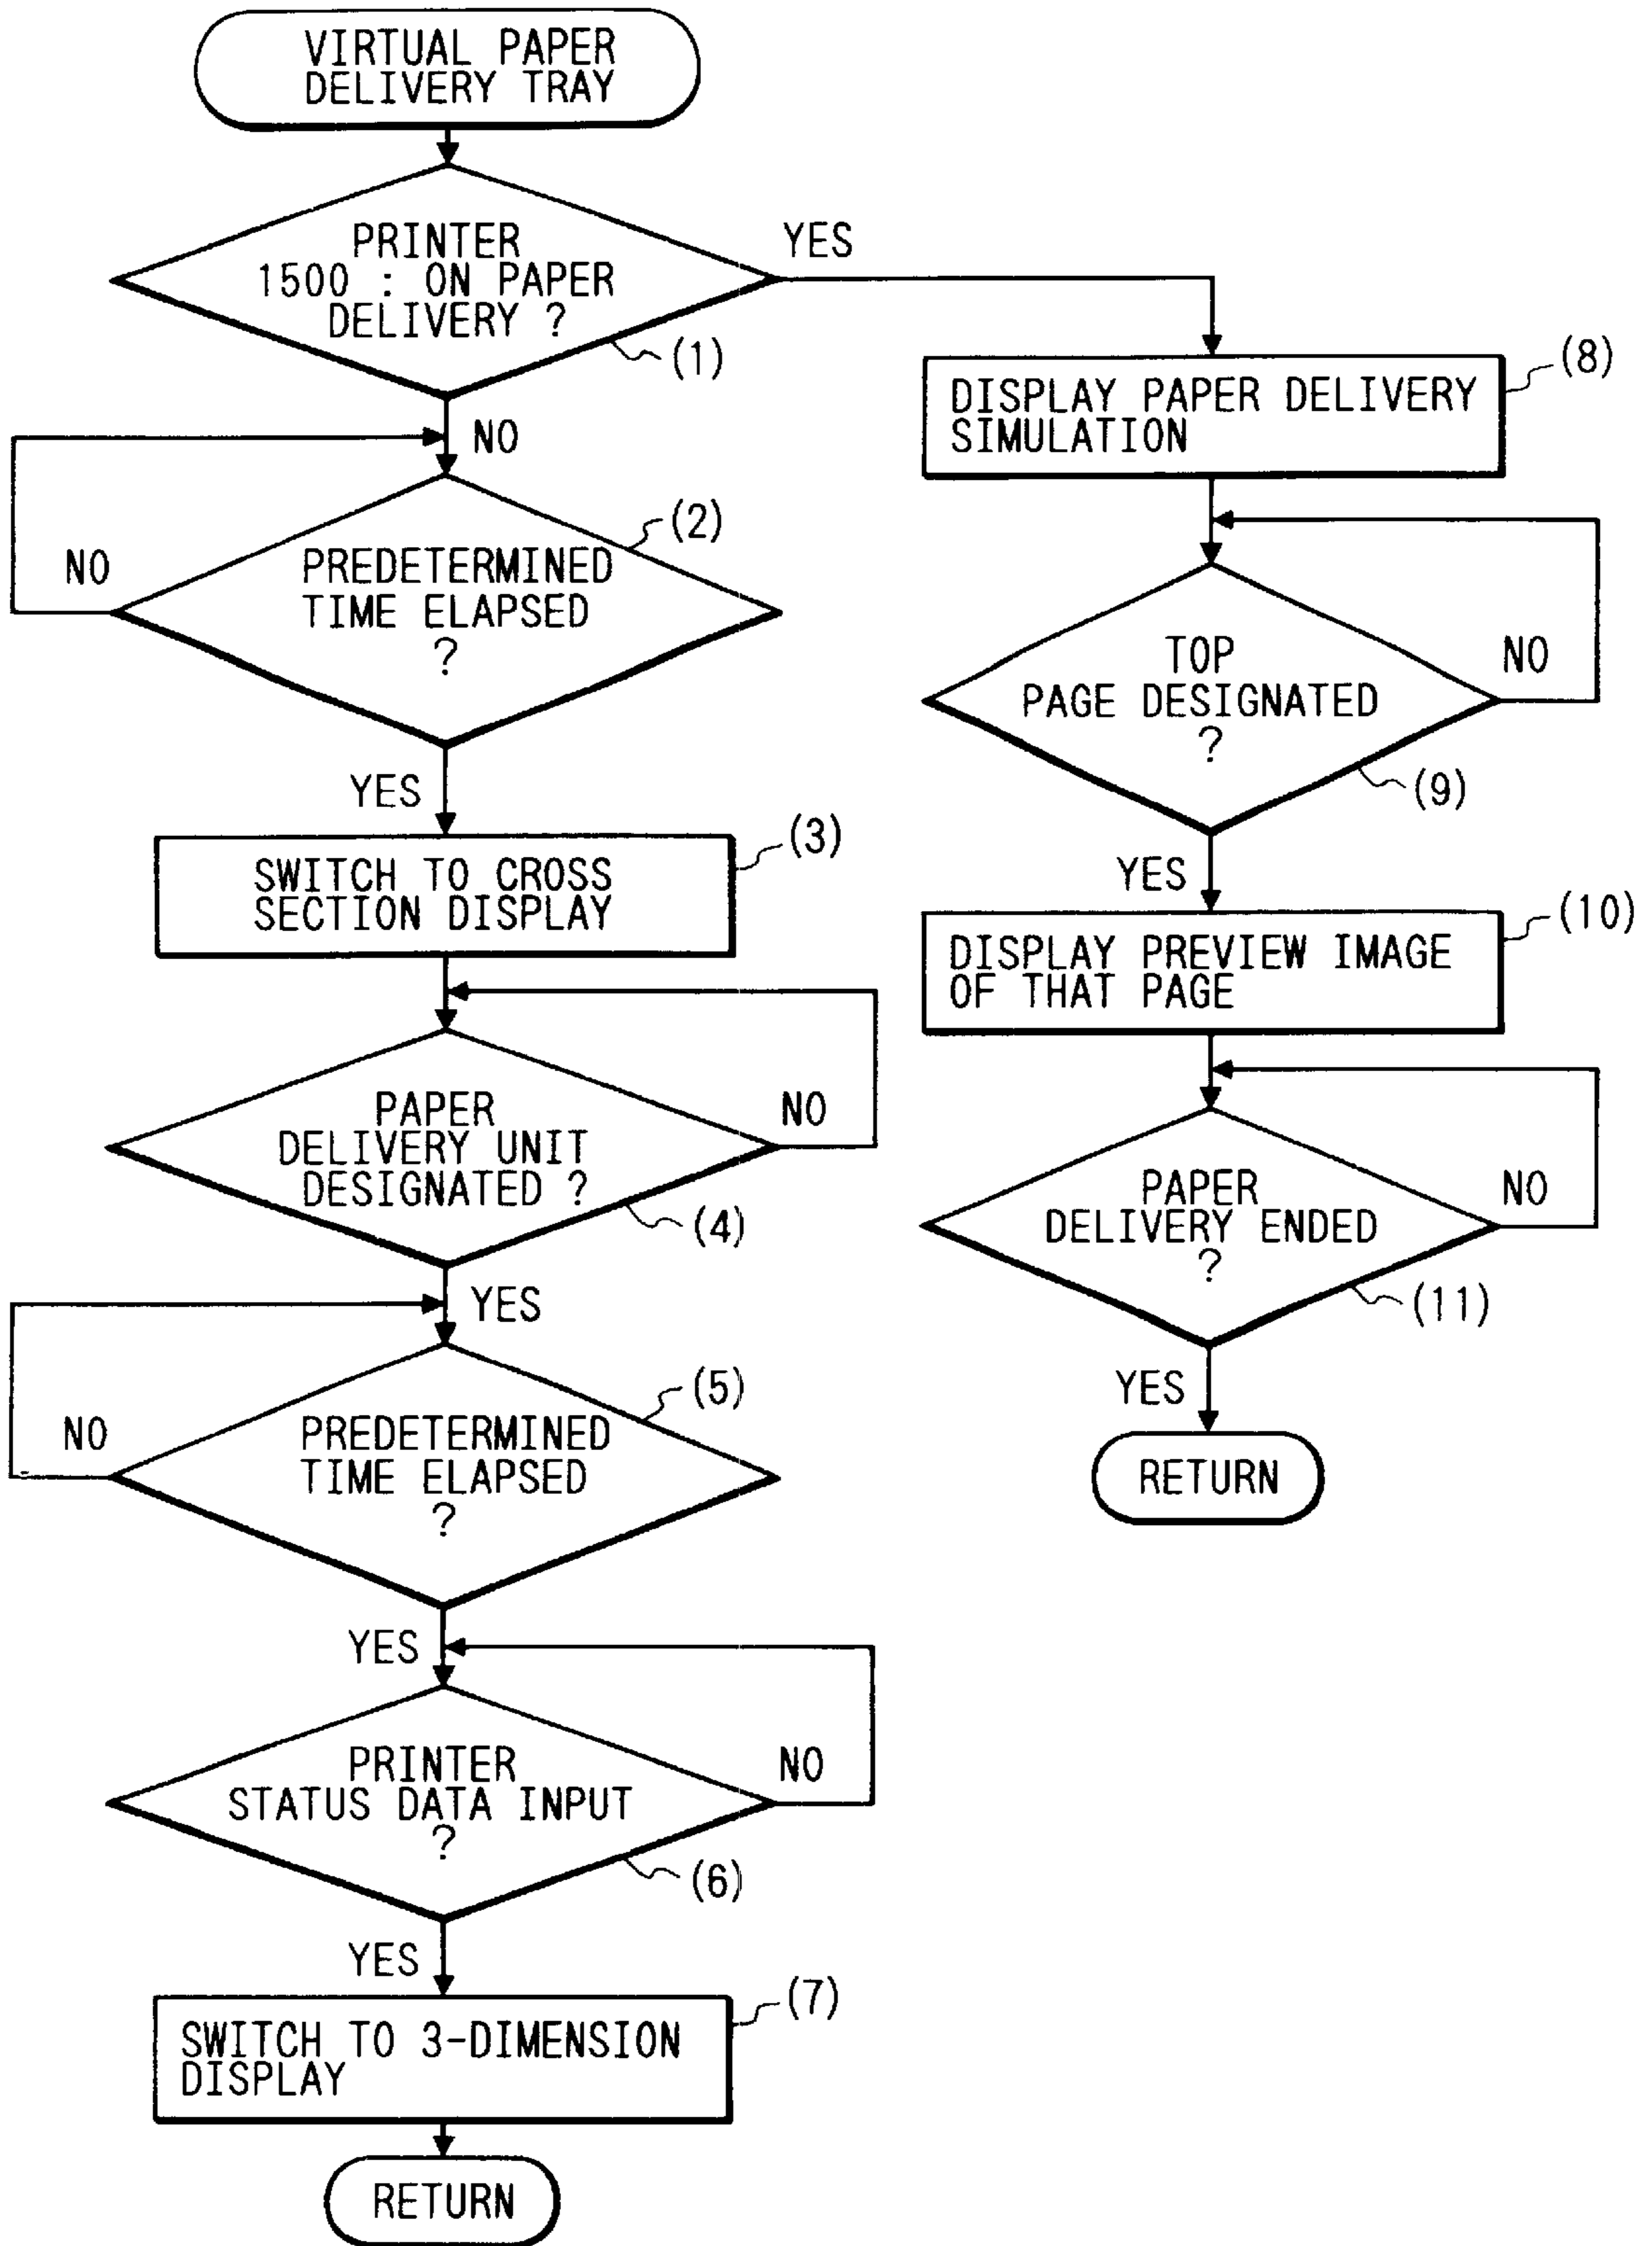 VIRTUAL PAPER
DELIVERY TRAY
PRINTER
1500 : ON PAPER
DELIVERY ?
(1)
YES
NO
(2)
PREDETERMINED
TIME ELAPSED
?
NO
YES
(3)
SWITCH TO CROSS
SECTION DISPLAY
PAPER
DELIVERY UNIT
DESIGNATED ?
(4)
NO
YES
(5)
PREDETERMINED
TIME ELAPSED
?
NO
YES
PRINTER
STATUS DATA INPUT
?
(6)
NO
YES
(7)
SWITCH TO 3-DIMENSION
DISPLAY
RETURN
(8)
DISPLAY PAPER DELIVERY
SIMULATION
TOP
PAGE DESIGNATED
?
(9)
NO
YES
(10)
DISPLAY PREVIEW IMAGE
OF THAT PAGE
PAPER
DELIVERY ENDED
?
(11)
NO
YES
RETURN